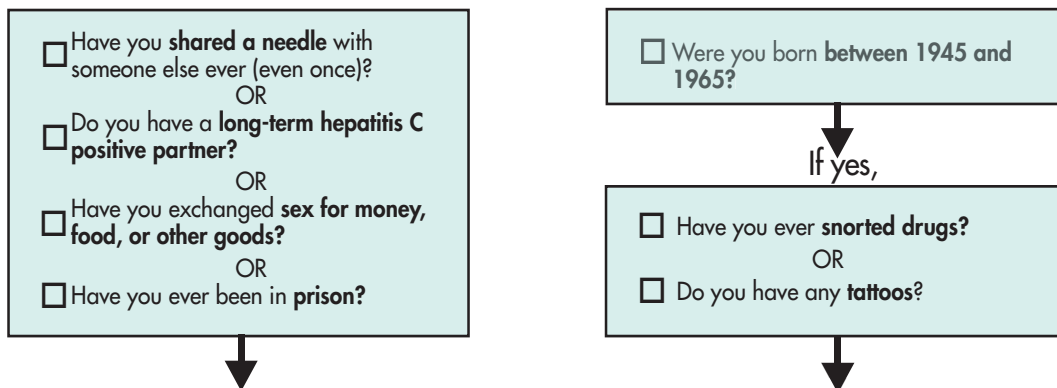 Have you shared a needle with
someone else ever (even once)?
OR
Do you have a long-term hepatitis C
positive partner?
OR
Have you exchanged sex for money,
food, or other goods?
OR
Have you ever been in prison?
Were you born between 1945 and
1965?
If yes,
Have you ever snorted drugs?
OR
Do you have any tattoos?